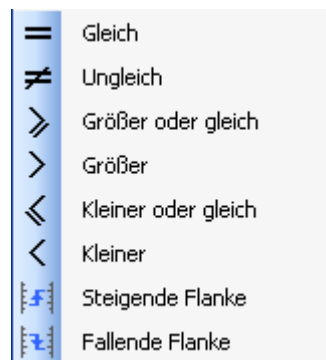 = Gleich
≠ Ungleich
⩾ Größer oder gleich
> Größer
⩽ Kleiner oder gleich
< Kleiner
Steigende Flanke
Fallende Flanke